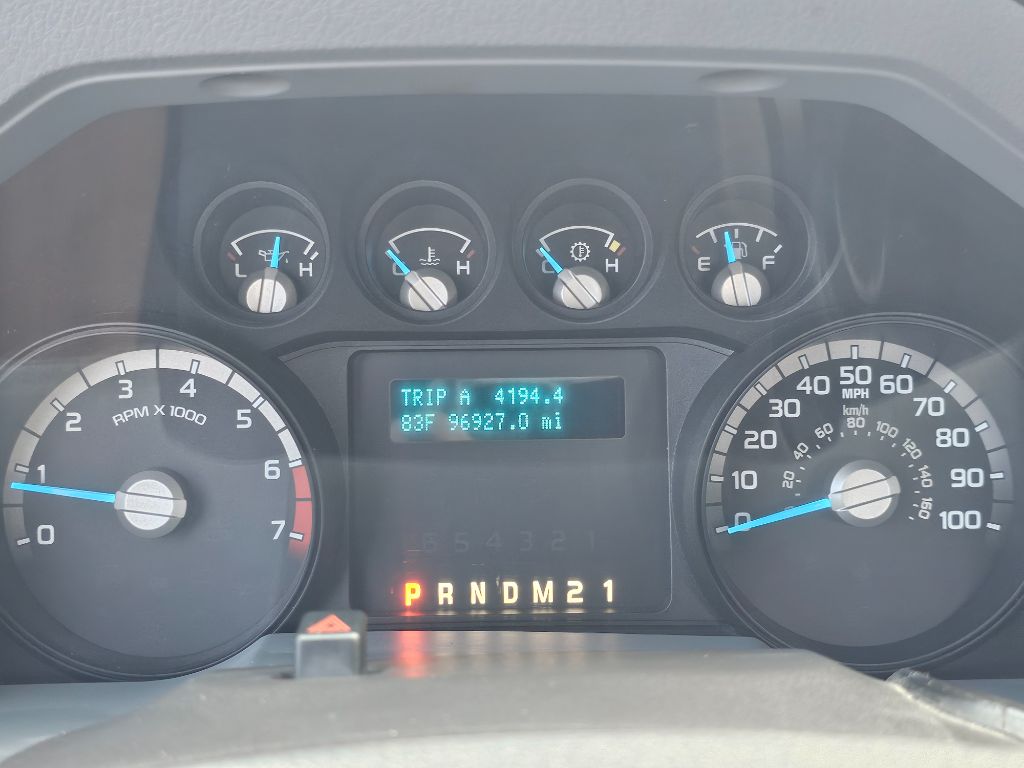 L H
C H
C H
E F
0 1 2 3 4 5 6 7
RPM X 1000
TRIP A 4194.4
83F 96927.0 mi
6 5 4 3 2 1
P R N D M 2 1
0 10 20 30 40 50 60 70 80 90 100
MPH
km/h
20 40 60 80 100 120 140 160